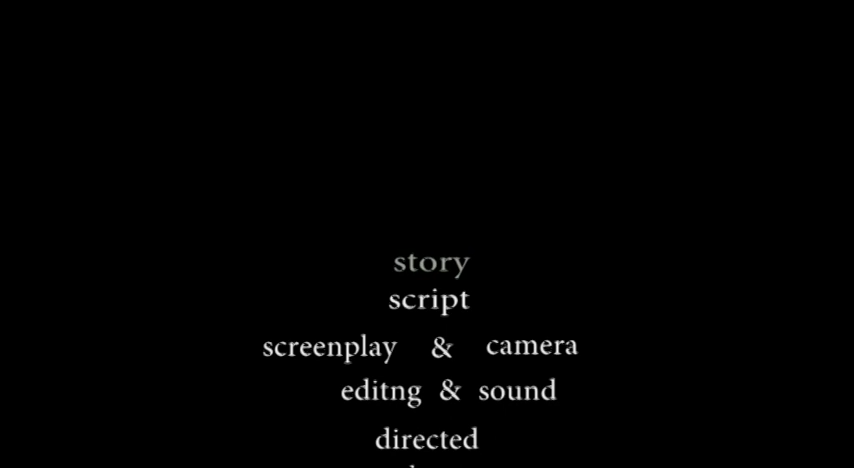 story
script
screenplay & camera
editng & sound
directed